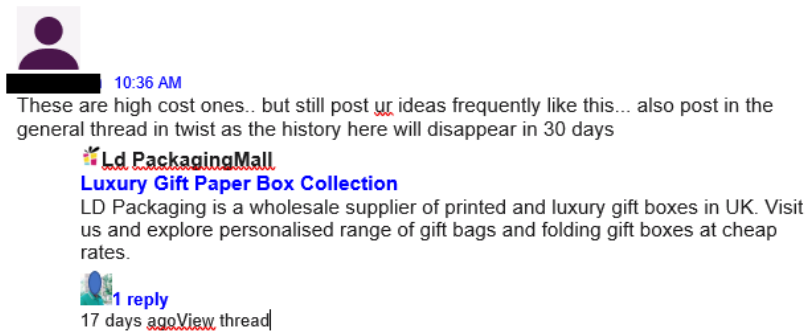 10:36 AM
These are high cost ones.. but still post ur ideas frequently like this... also post in the
general thread in twist as the history here will disappear in 30 days
Ld PackagingMall
Luxury Gift Paper Box Collection
LD Packaging is a wholesale supplier of printed and luxury gift boxes in UK. Visit
us and explore personalised range of gift bags and folding gift boxes at cheap
rates.
1 reply
17 days agoView thread